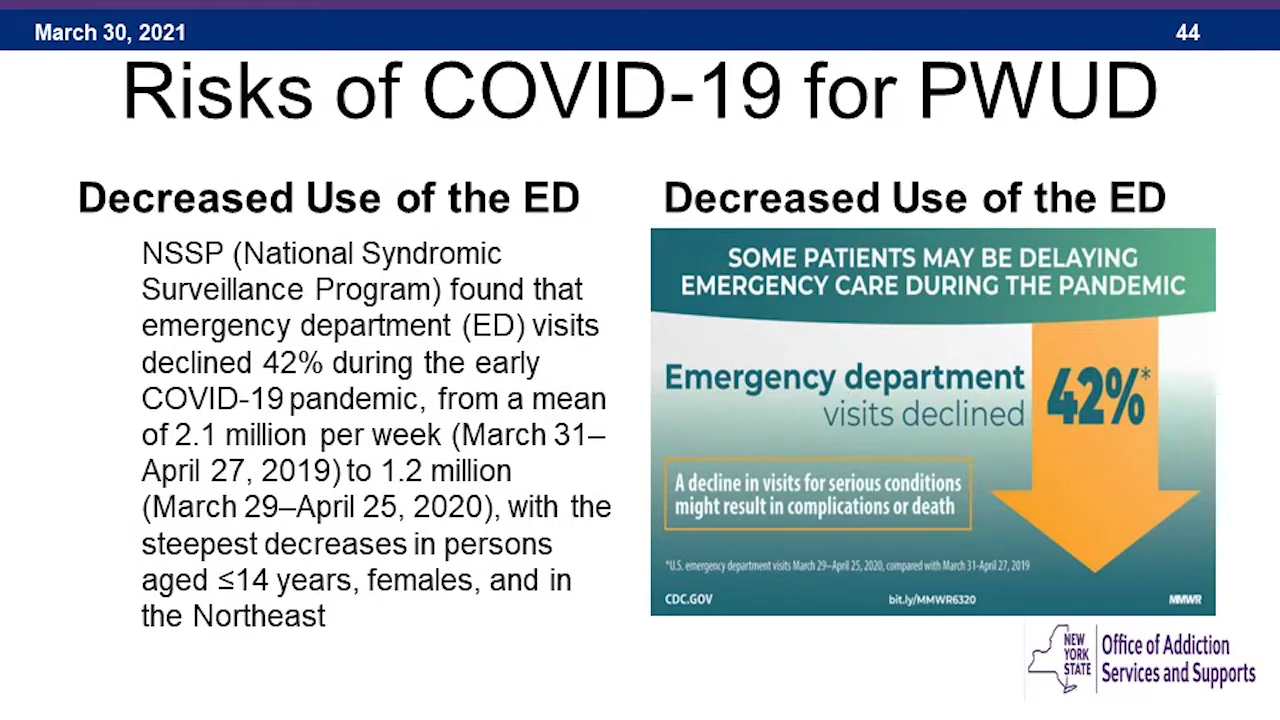 March 30, 2021
44
Risks of COVID-19 for PWUD
Decreased Use of the ED
NSSP (National Syndromic
Surveillance Program) found that
emergency department (ED) visits
declined 42% during the early
COVID-19 pandemic, from a mean
of 2.1 million per week (March 31–
April 27, 2019) to 1.2 million
(March 29–April 25, 2020), with the
steepest decreases in persons
aged ≤14 years, females, and in
the Northeast
Decreased Use of the ED
SOME PATIENTS MAY BE DELAYING
EMERGENCY CARE DURING THE PANDEMIC
Emergency department
visits declined
42%*
A decline in visits for serious conditions
might result in complications or death
*U.S. emergency department visits March 29–April 25, 2020, compared with March 31-April 27, 2019
CDC.GOV
bit.ly/MMWR6320
MMWR
NEW
YORK
STATE
Office of Addiction
Services and Supports